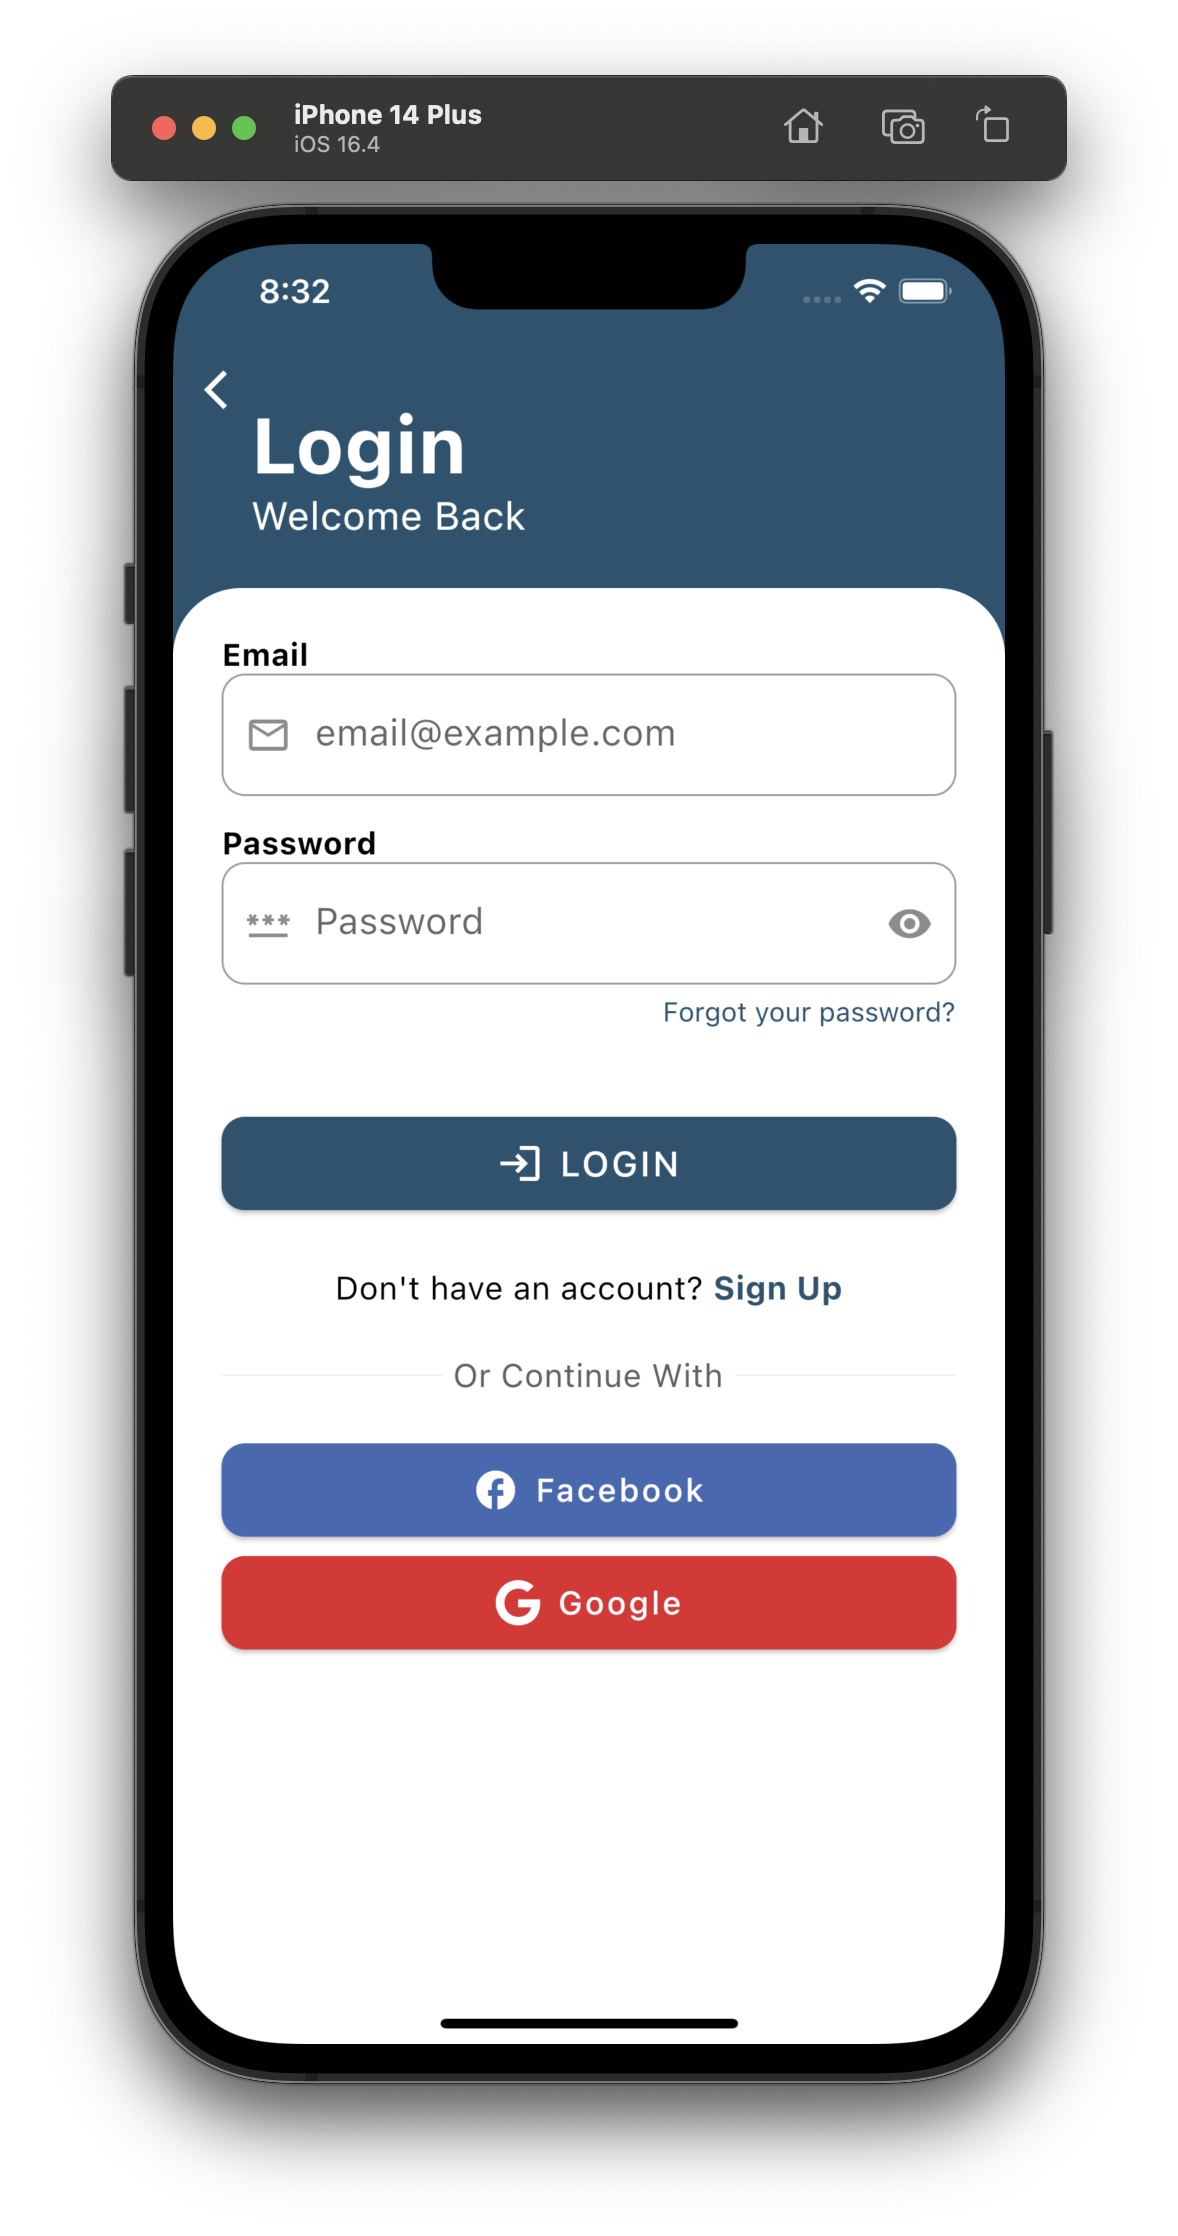 iPhone 14 Plus
iOS 16.4
8:32
Login
Welcome Back
Email
email@example.com
Password
*** Password
Forgot your password?
LOGIN
Don't have an account? Sign Up
Or Continue With
Facebook
Google